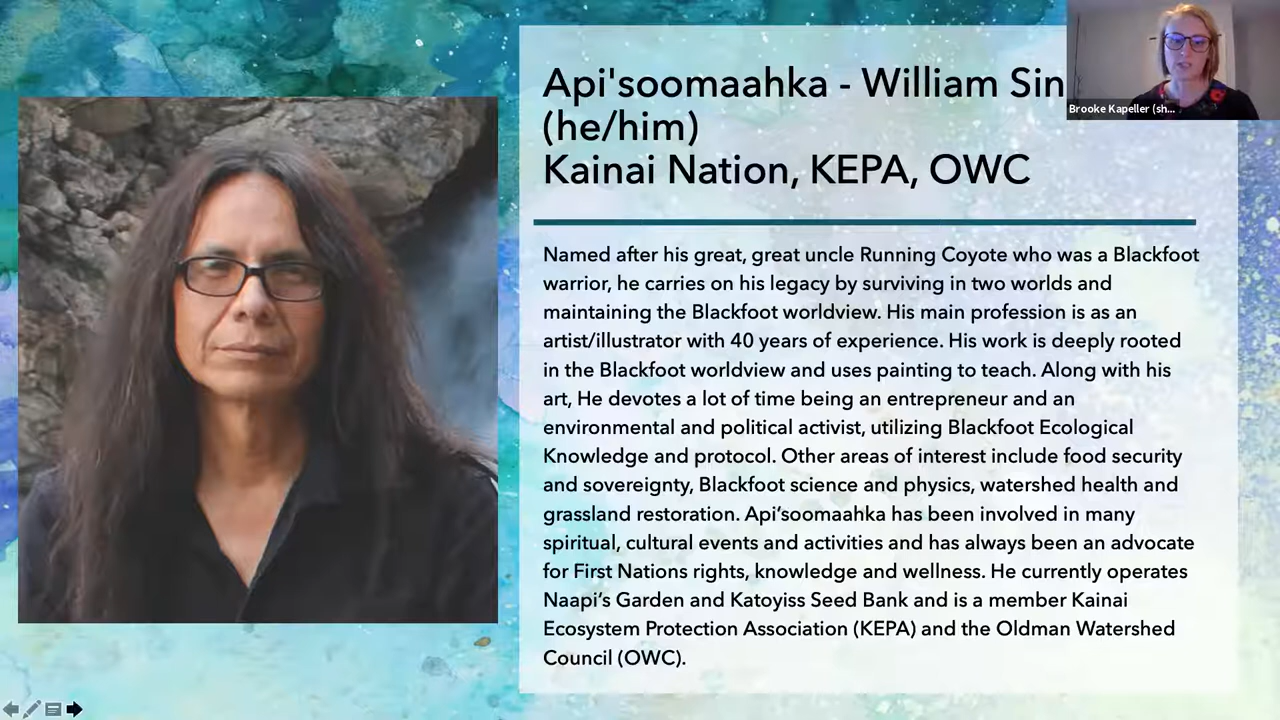 Api'soomaahka - William Sin
(he/him)
Kainai Nation, KEPA, OWC
Brooke Kapeller (sh...
Named after his great, great uncle Running Coyote who was a Blackfoot
warrior, he carries on his legacy by surviving in two worlds and
maintaining the Blackfoot worldview. His main profession is as an
artist/illustrator with 40 years of experience. His work is deeply rooted
in the Blackfoot worldview and uses painting to teach. Along with his
art, He devotes a lot of time being an entrepreneur and an
environmental and political activist, utilizing Blackfoot Ecological
Knowledge and protocol. Other areas of interest include food security
and sovereignty, Blackfoot science and physics, watershed health and
grassland restoration. Api’soomaahka has been involved in many
spiritual, cultural events and activities and has always been an advocate
for First Nations rights, knowledge and wellness. He currently operates
Naapi’s Garden and Katoyiss Seed Bank and is a member Kainai
Ecosystem Protection Association (KEPA) and the Oldman Watershed
Council (OWC).